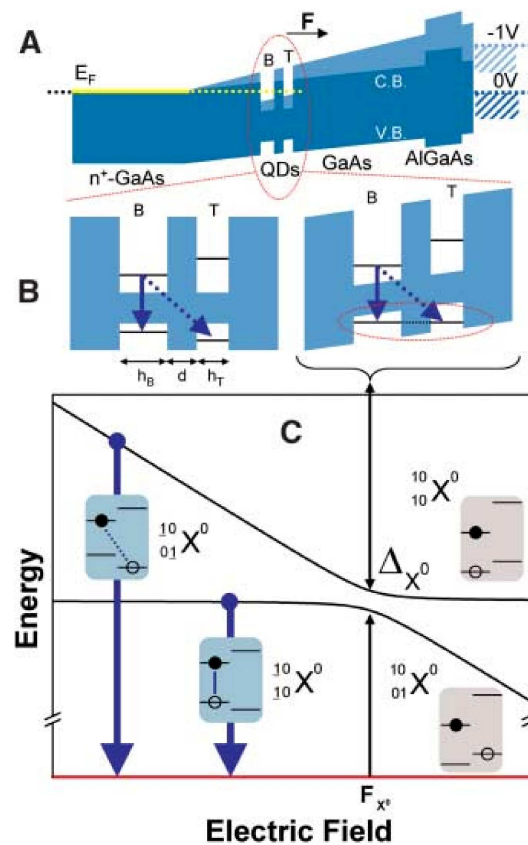 A
F
-1V
B T
E_F
0V
C.B.
V.B.
n⁺-GaAs
QDs
GaAs
AlGaAs
B
B T
B T
h_B d h_T
C
10
10 X⁰
10
01 X⁰
Δ_X⁰
10
10 X⁰
10
01 X⁰
Energy
F_X⁰
Electric Field